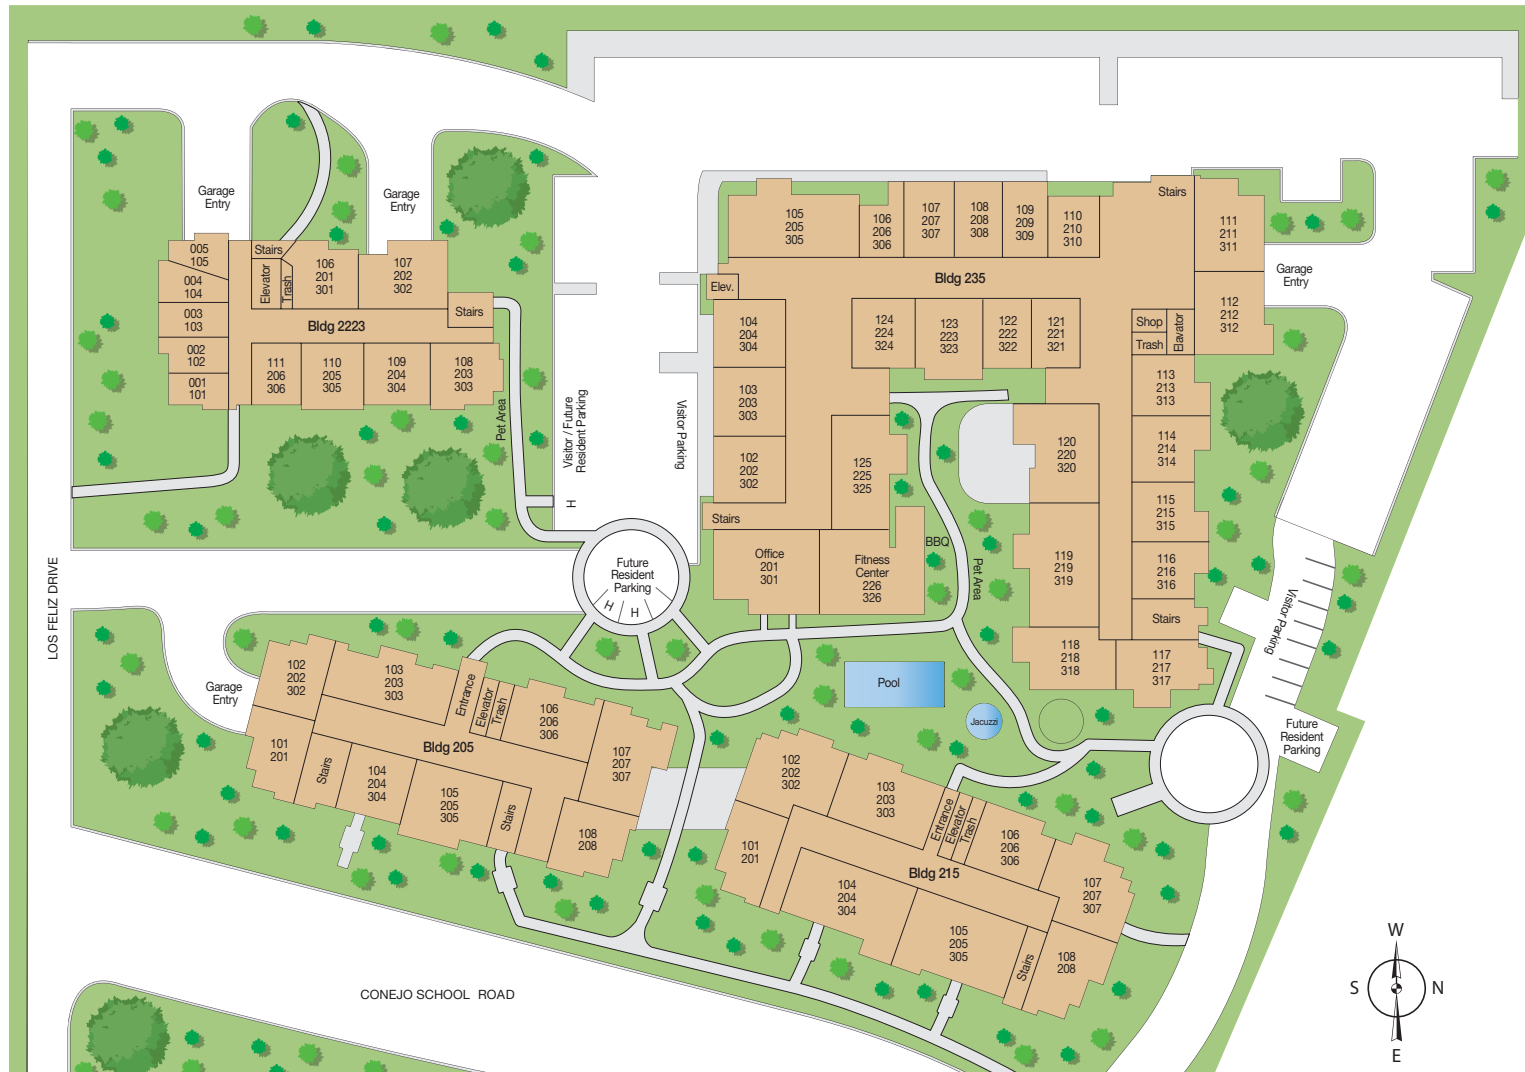 Garage
Entry
Garage
Entry
005
105
004
104
003
103
002
102
001
101
Stairs
Elevator
Trash
106
201
301
107
202
302
Stairs
Bldg 2223
111
206
306
110
205
305
109
204
304
108
203
303
Pet Area
Visitor / Future
Resident Parking
H
Visitor Parking
105
205
305
106
206
306
107
207
307
108
208
308
109
209
309
110
210
310
Stairs
111
211
311
Garage
Entry
Elev.
Bldg 235
112
212
312
104
204
304
124
224
324
123
223
323
122
222
322
121
221
321
Shop
Trash
Elavator
103
203
303
113
213
313
102
202
302
125
225
325
120
220
320
114
214
314
115
215
315
Stairs
Office
201
301
Fitness
Center
226
326
BBQ
Pet Area
119
219
319
116
216
316
Stairs
118
218
318
117
217
317
Visitor Parking
Future
Resident
Parking
Future
Resident
Parking
H
H
LOS FELIZ DRIVE
Garage
Entry
102
202
302
103
203
303
Entrance
Elevator
Trash
106
206
306
107
207
307
101
201
Bldg 205
Stairs
104
204
304
105
205
305
Stairs
108
208
Pool
Jacuzzi
102
202
302
103
203
303
Entrance
Elevator
Trash
106
206
306
101
201
Bldg 215
104
204
304
105
205
305
107
207
307
Stairs
108
208
CONEJO SCHOOL ROAD
W
S
N
E